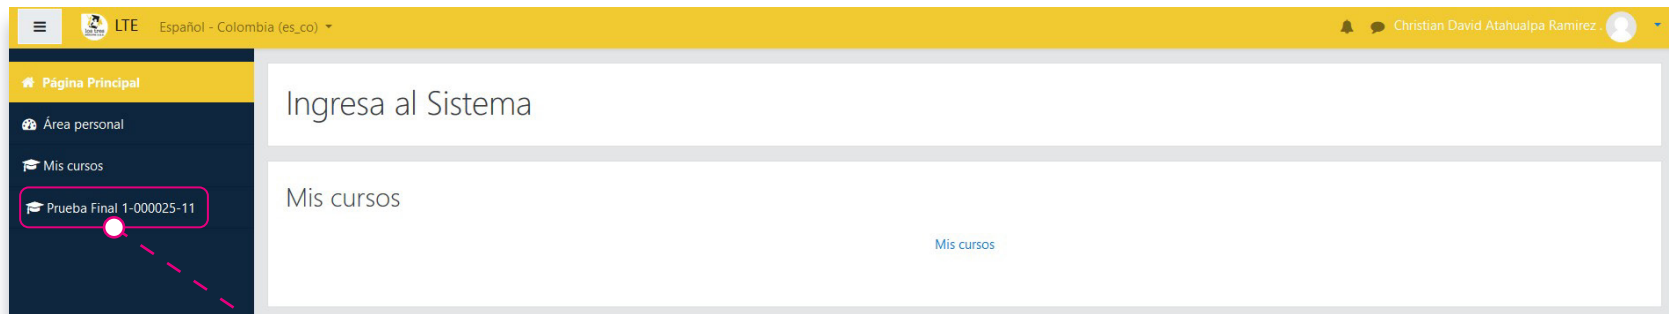 LTE Español - Colombia (es_co)
Christian David Atahualpa Ramirez .
Página Principal
Área personal
Mis cursos
Prueba Final 1-000025-11
Ingresa al Sistema
Mis cursos
Mis cursos